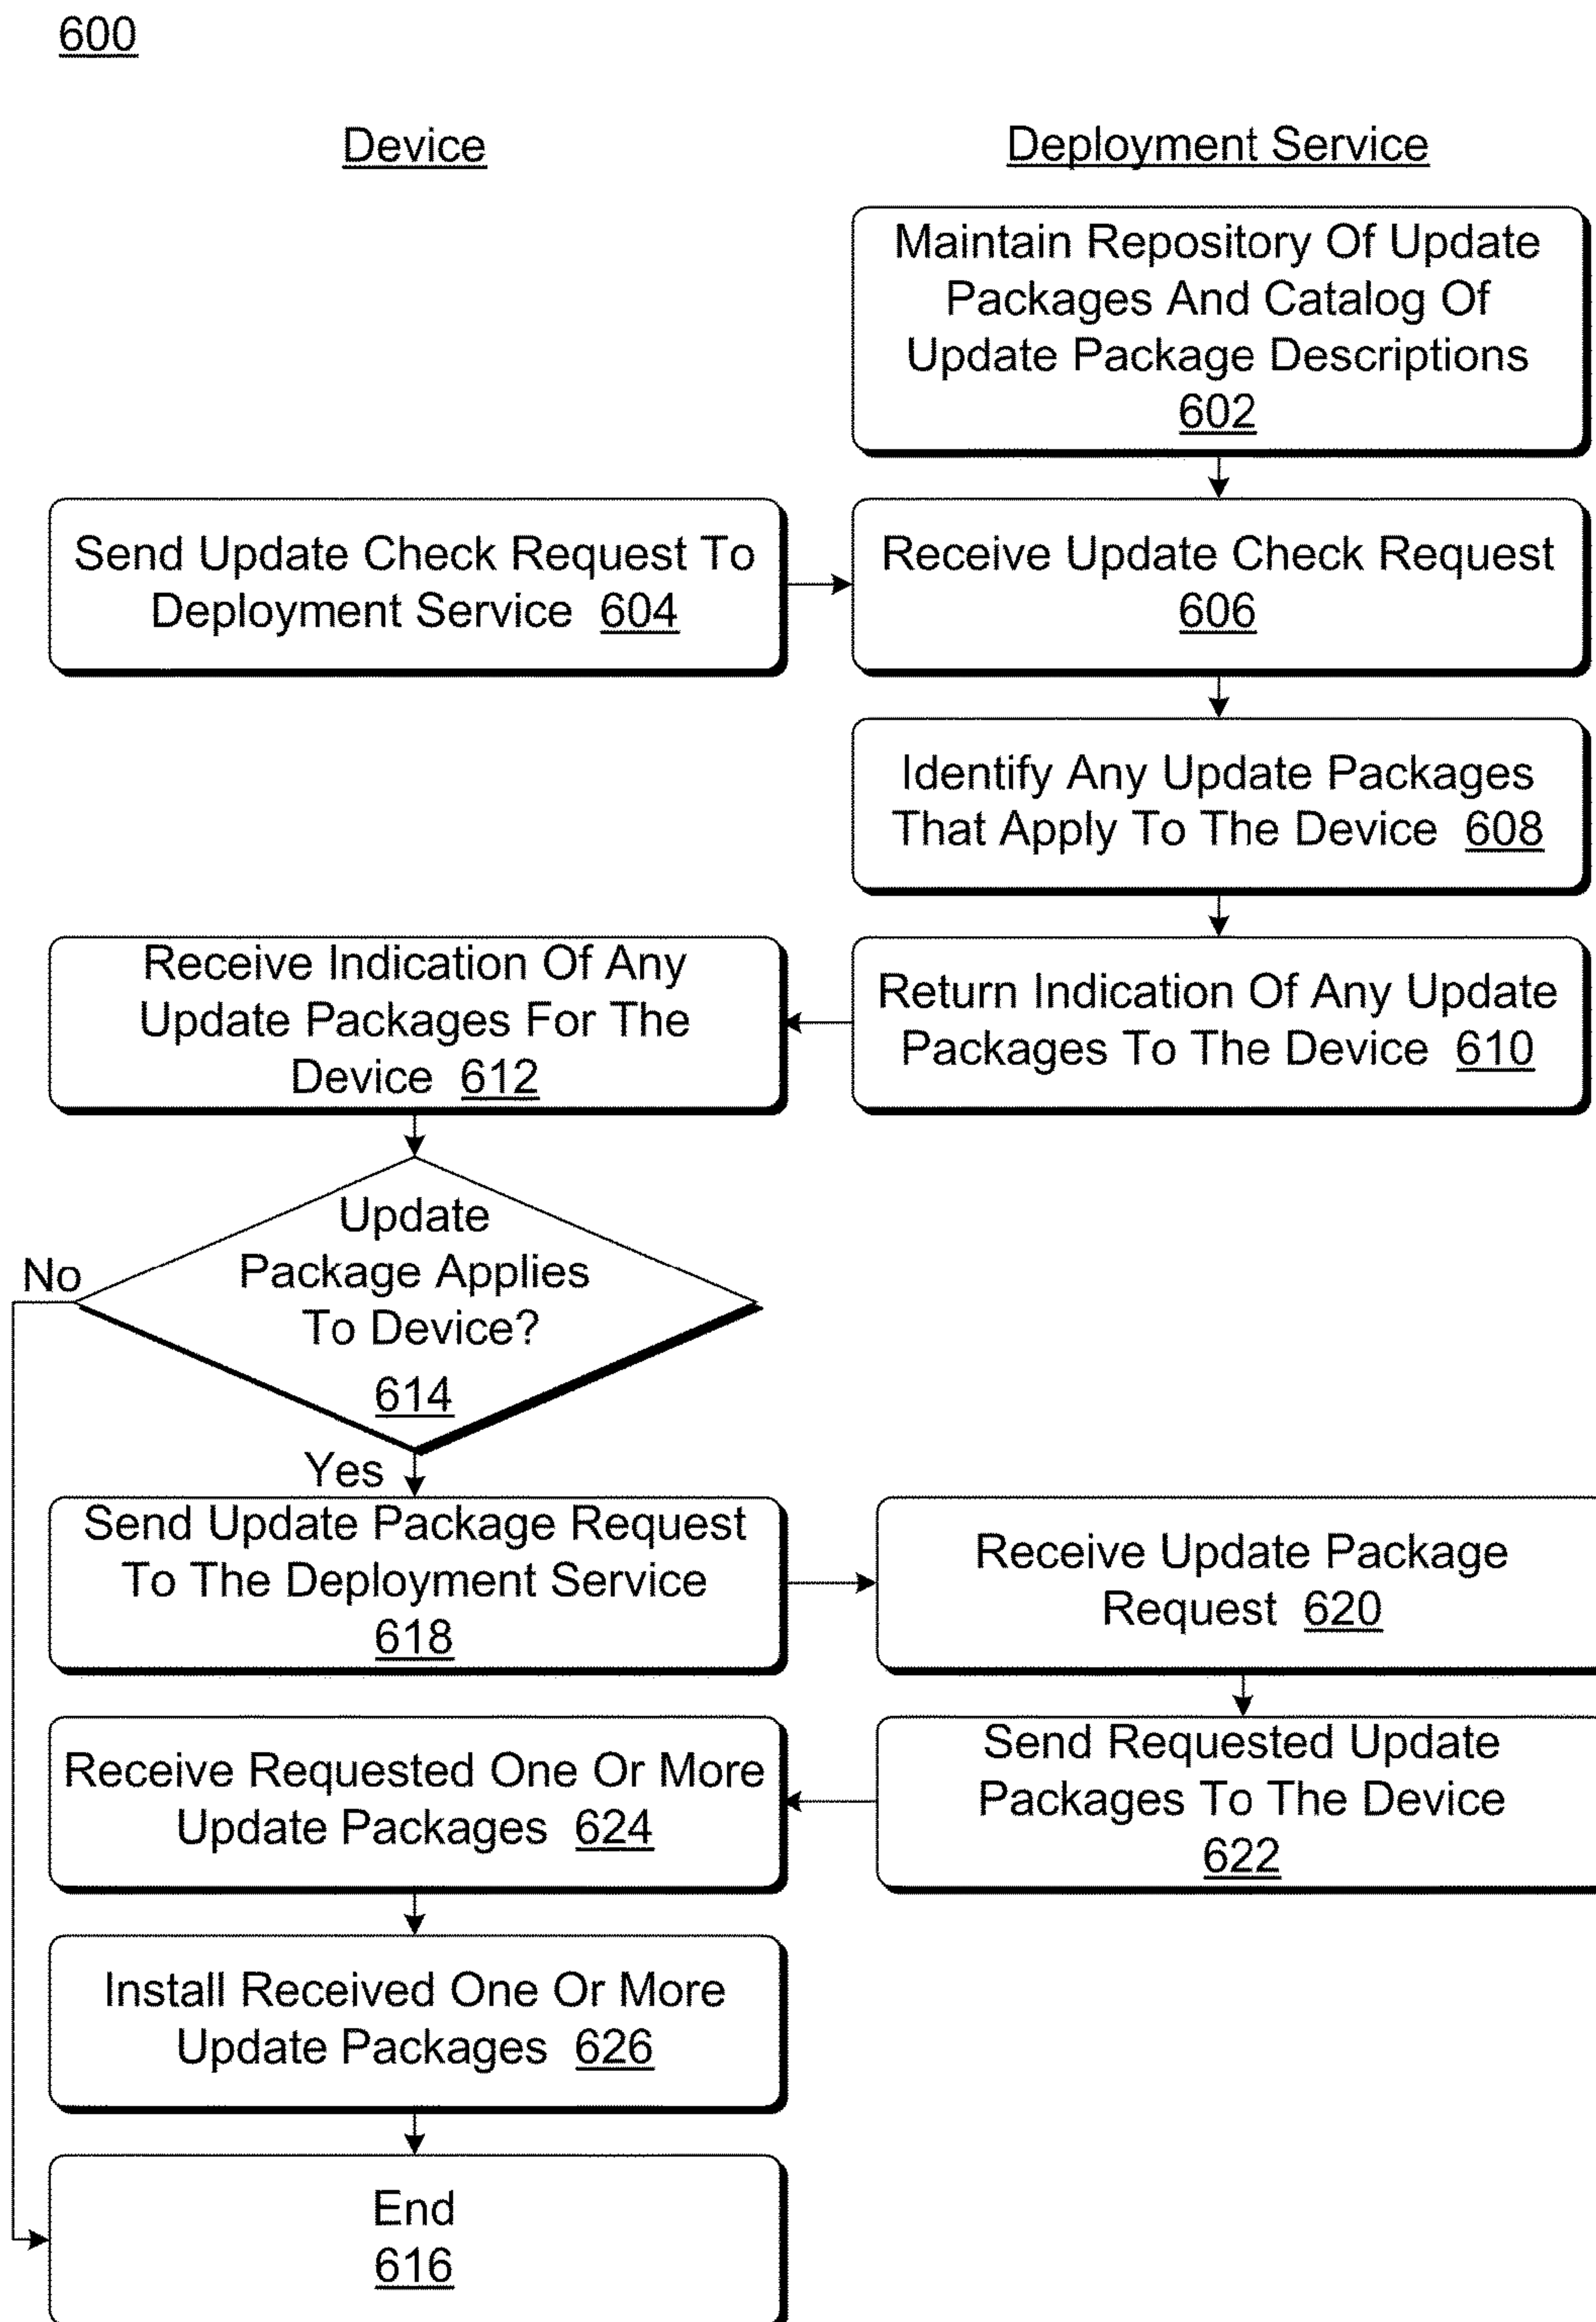 600
Device
Deployment Service
Maintain Repository Of Update
Packages And Catalog Of
Update Package Descriptions
602
Send Update Check Request To
Deployment Service 604
Receive Update Check Request
606
Identify Any Update Packages
That Apply To The Device 608
Return Indication Of Any Update
Packages To The Device 610
Receive Indication Of Any
Update Packages For The
Device 612
Update
Package Applies
To Device?
614
No
Yes
Send Update Package Request
To The Deployment Service
618
Receive Update Package
Request 620
Send Requested Update
Packages To The Device
622
Receive Requested One Or More
Update Packages 624
Install Received One Or More
Update Packages 626
End
616